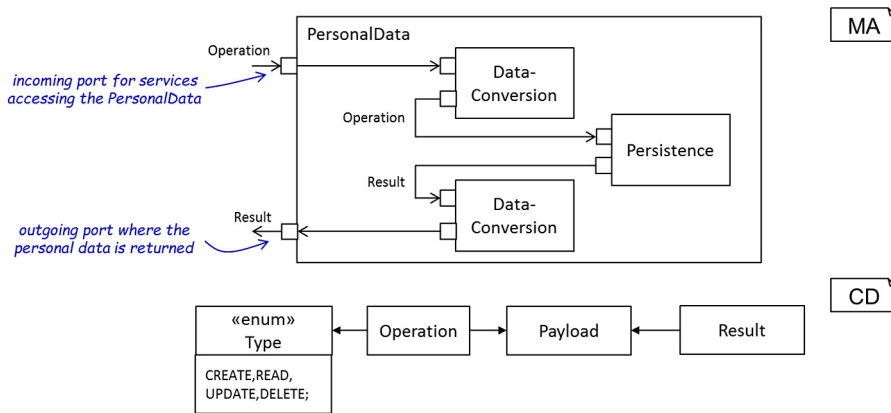 MA
PersonalData
Operation
incoming port for services
accessing the PersonalData
Data-
Conversion
Operation
Persistence
Result
Data-
Conversion
Result
outgoing port where the
personal data is returned
CD
«enum»
Type
Operation
Payload
Result
CREATE,READ,
UPDATE,DELETE;